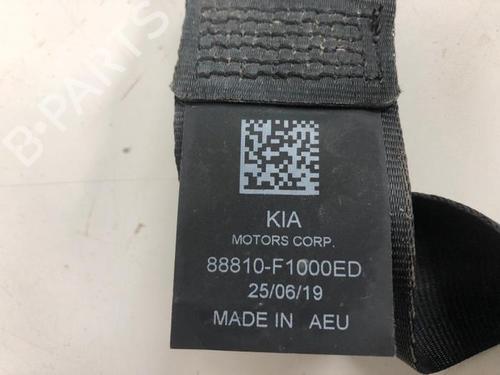 B-PARTS
KIA
MOTORS CORP.
88810-F1000ED
25/06/19
MADE IN AEU